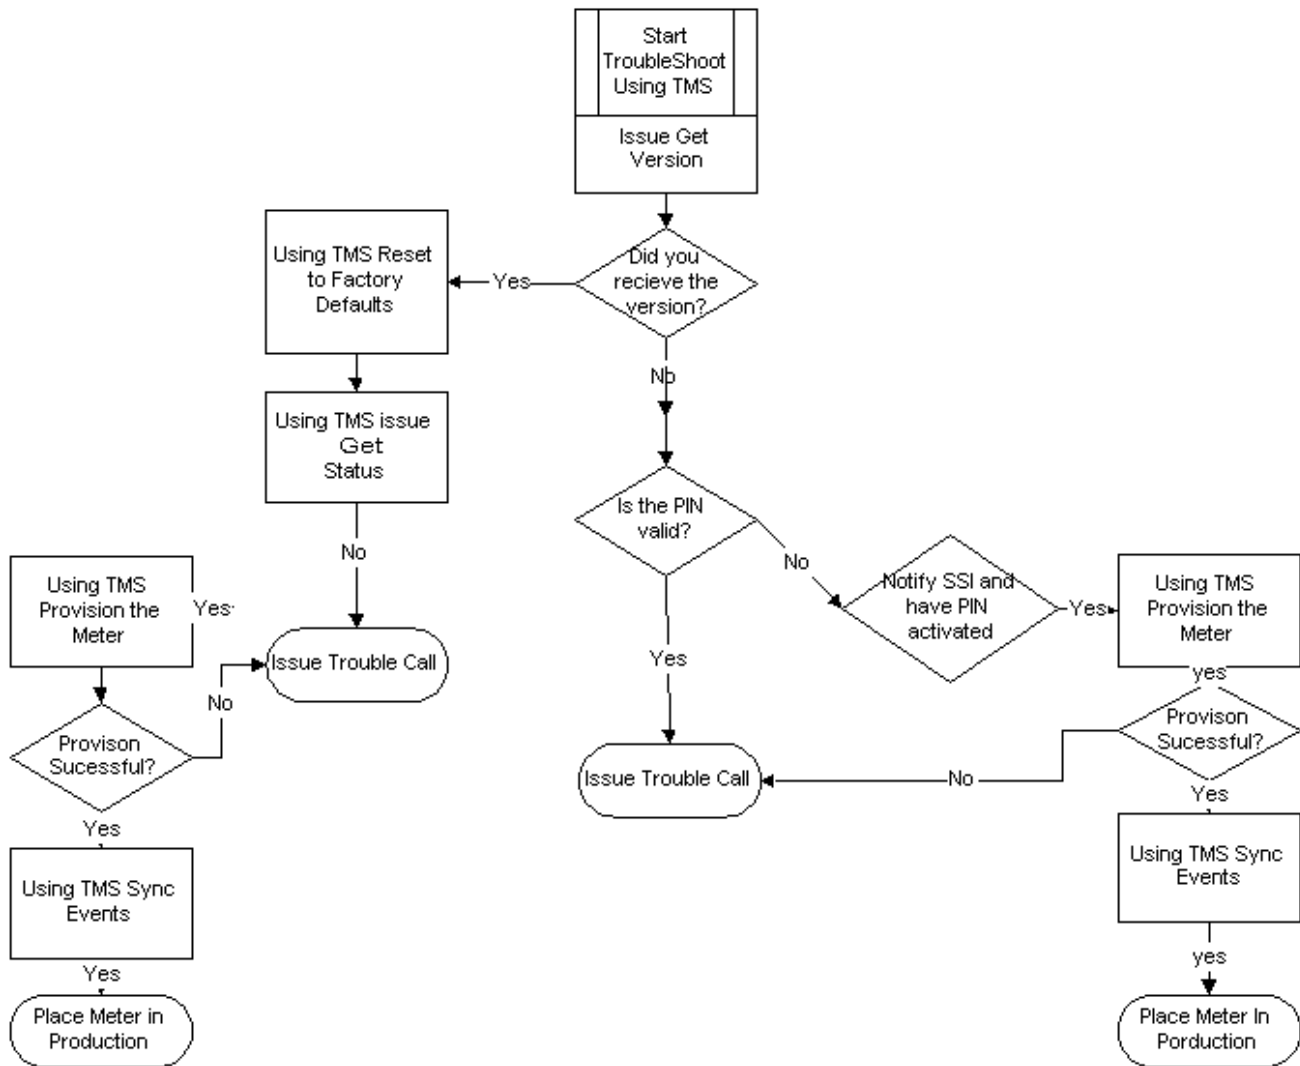 Start
TroubleShoot
Using TMS
Issue Get
Version
Did you
recieve the
version?
Yes
Using TMS Reset
to Factory
Defaults
Using TMS issue
Get
Status
No
Issue Trouble Call
Yes
Using TMS
Provision the
Meter
Provison
Sucessful?
No
Yes
Using TMS Sync
Events
Yes
Place Meter in
Production
No
Is the PIN
valid?
Yes
Issue Trouble Call
No
Notify SSI and
have PIN
activated
Yes
Using TMS
Provision the
Meter
yes
Provison
Sucessful?
No
Yes
Using TMS Sync
Events
yes
Place Meter In
Porduction